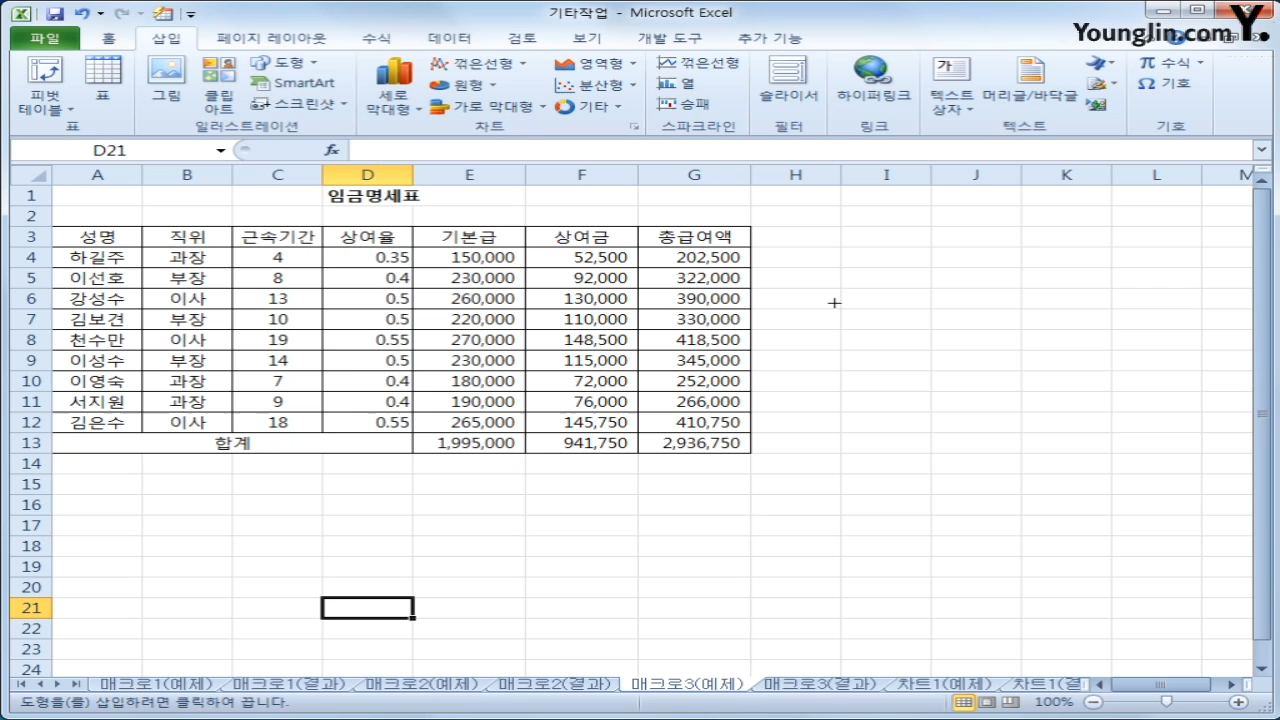 기타작업 - Microsoft Excel
Younglin.com Y.
파일 홈 삽입 페이지 레이아웃 수식 데이터 검토 보기 개발 도구 추가 기능
피벗 테이블 표 그림 클립 아트 도형 SmartArt 스크린샷 세로 막대형 꺾은선형 원형 가로 막대형 영역형 분산형 기타 꺾은선형 열 승패 슬라이서 하이퍼링크 텍스트 상자 머리글/바닥글 수식 기호
표 일러스트레이션 차트 스파크라인 필터 링크 텍스트 기호
D21 fx
A B C D E F G H I J K L M
1 임금명세표
2
3 성명 직위 근속기간 상여율 기본급 상여금 총급여액
4 하길주 과장 4 0.35 150,000 52,500 202,500
5 이선호 부장 8 0.4 230,000 92,000 322,000
6 강성수 이사 13 0.5 260,000 130,000 390,000
7 김보견 부장 10 0.5 220,000 110,000 330,000
8 천수만 이사 19 0.55 270,000 148,500 418,500
9 이성수 부장 14 0.5 230,000 115,000 345,000
10 이영숙 과장 7 0.4 180,000 72,000 252,000
11 서지원 과장 9 0.4 190,000 76,000 266,000
12 김은수 이사 18 0.55 265,000 145,750 410,750
13 합계 1,995,000 941,750 2,936,750
14
15
16
17
18
19
20
21
22
23
24
매크로1(예제) 매크로1(결과) 매크로2(예제) 매크로2(결과) 매크로3(예제) 매크로3(결과) 차트1(예제) 차트1(결
도형을(를) 삽입하려면 클릭하여 끕니다. 100%